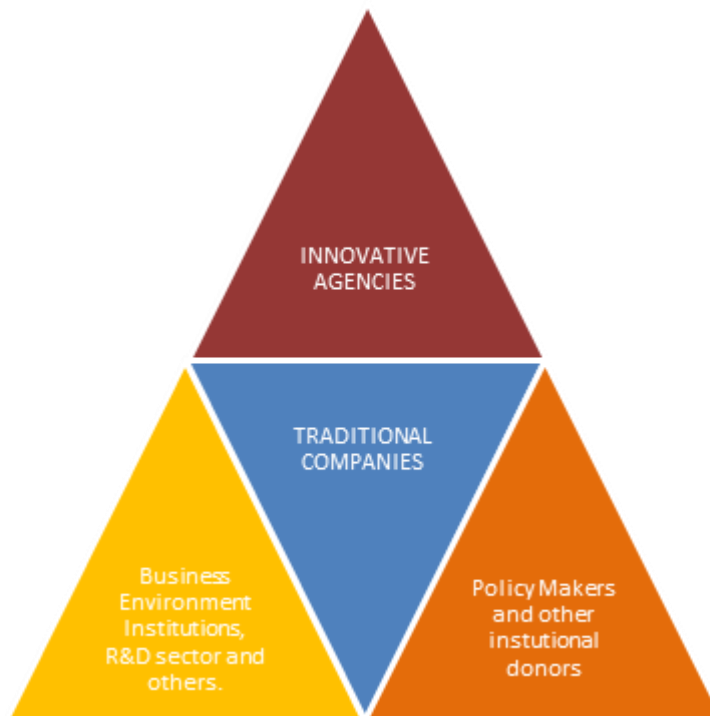 INNOVATIVE
AGENCIES
TRADITIONAL
COMPANIES
Business
Environment
Institutions,
R&D sector and
others.
Policy Makers
and other
instutional
donors